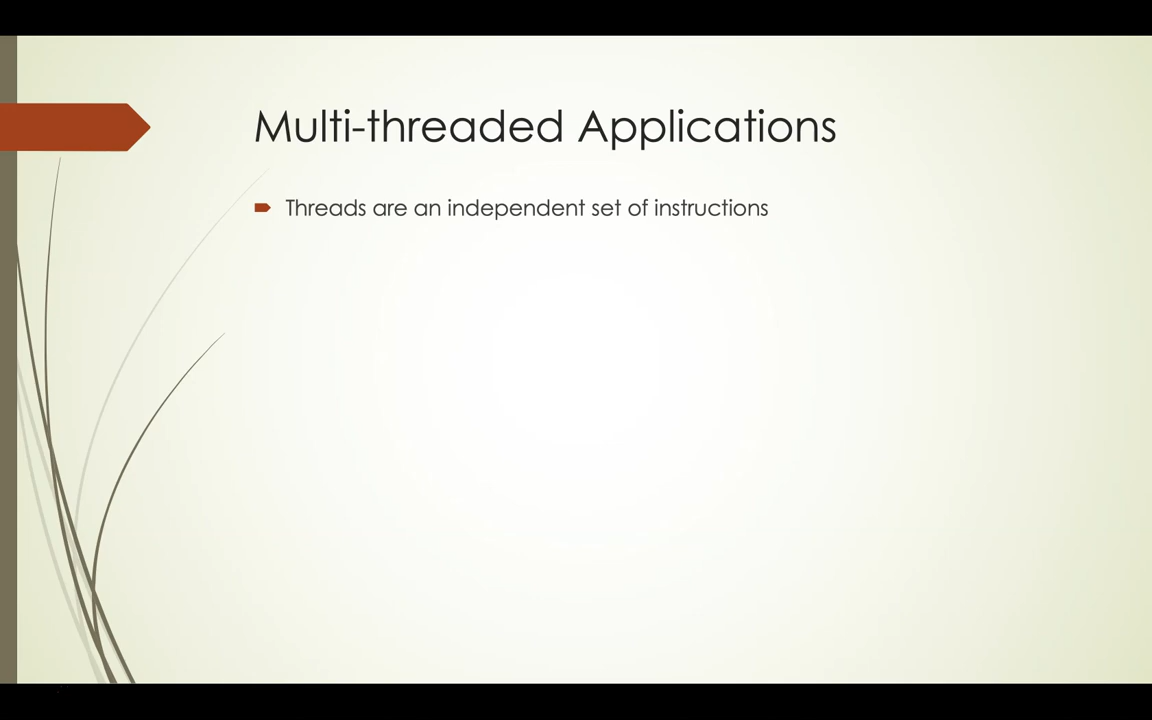 Multi-threaded Applications
Threads are an independent set of instructions